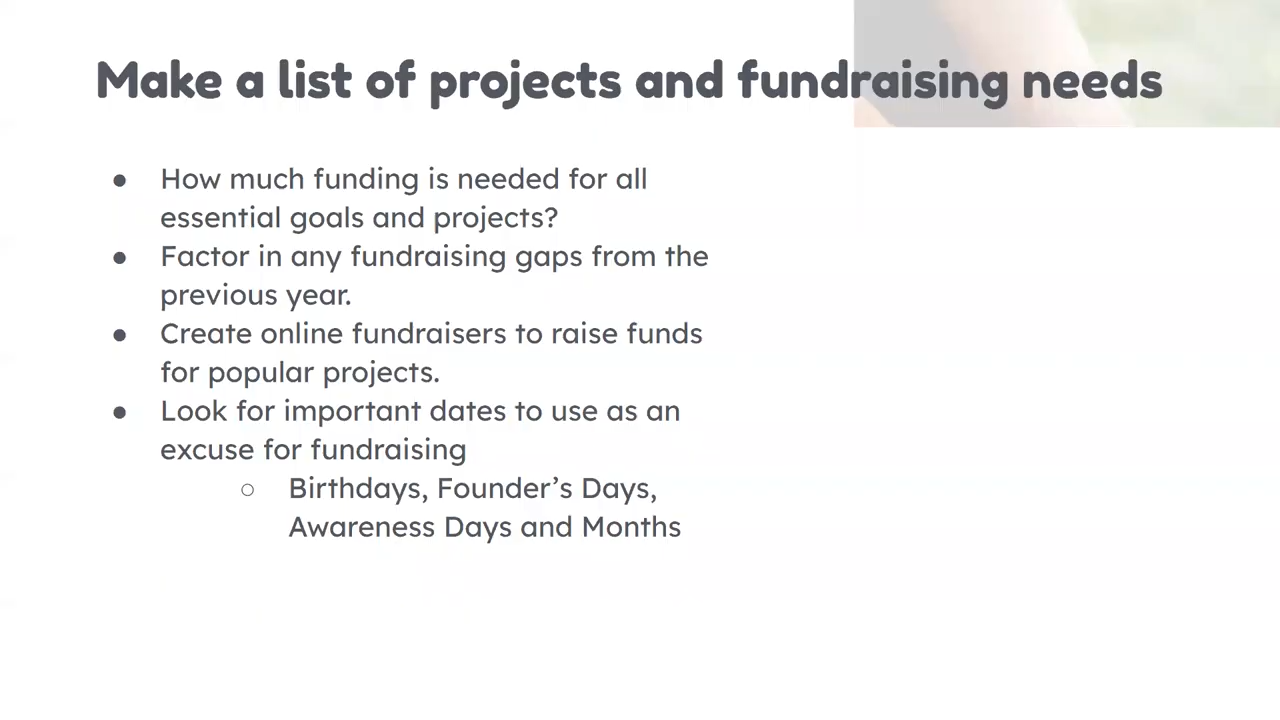 Make a list of projects and fundraising needs
● How much funding is needed for all
essential goals and projects?
● Factor in any fundraising gaps from the
previous year.
● Create online fundraisers to raise funds
for popular projects.
● Look for important dates to use as an
excuse for fundraising
○ Birthdays, Founder’s Days,
Awareness Days and Months